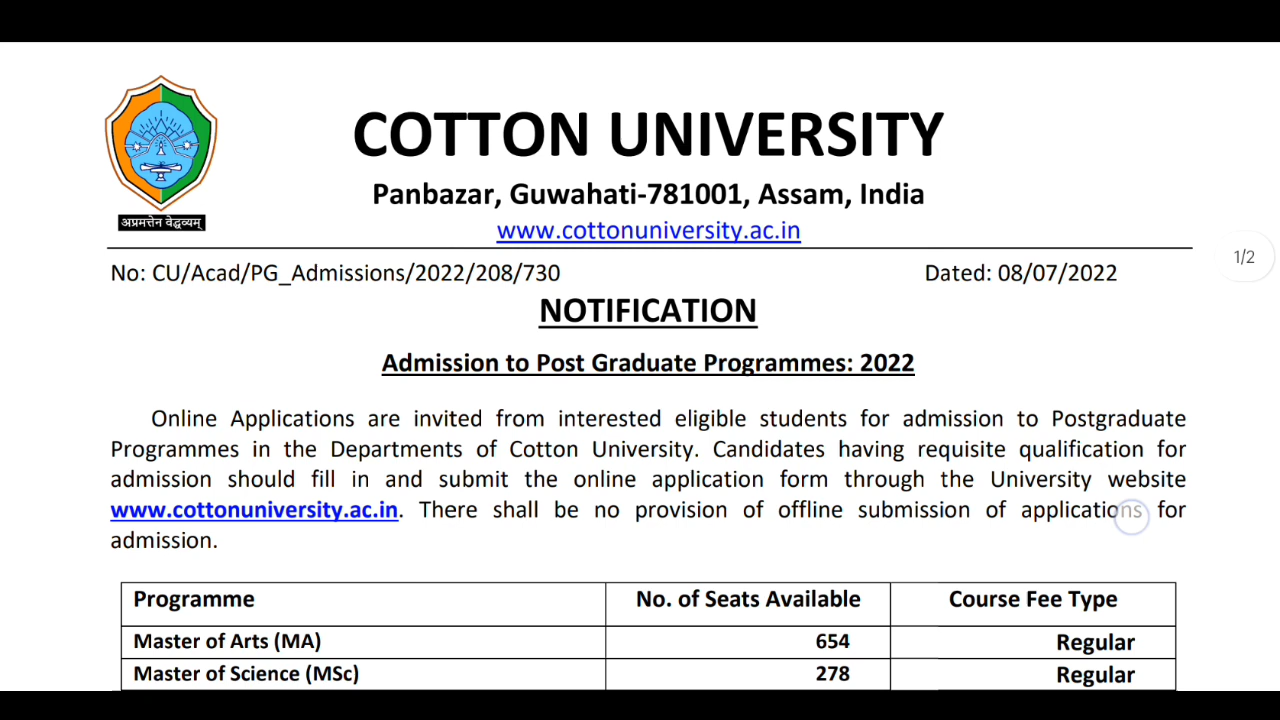 COTTON UNIVERSITY
Panbazar, Guwahati-781001, Assam, India
www.cottonuniversity.ac.in
अप्रमत्तेन वेद्धव्यम्
No: CU/Acad/PG_Admissions/2022/208/730 Dated: 08/07/2022
1/2
NOTIFICATION
Admission to Post Graduate Programmes: 2022
Online Applications are invited from interested eligible students for admission to Postgraduate
Programmes in the Departments of Cotton University. Candidates having requisite qualification for
admission should fill in and submit the online application form through the University website
www.cottonuniversity.ac.in. There shall be no provision of offline submission of applications for
admission.
Programme No. of Seats Available Course Fee Type
Master of Arts (MA) 654 Regular
Master of Science (MSc) 278 Regular